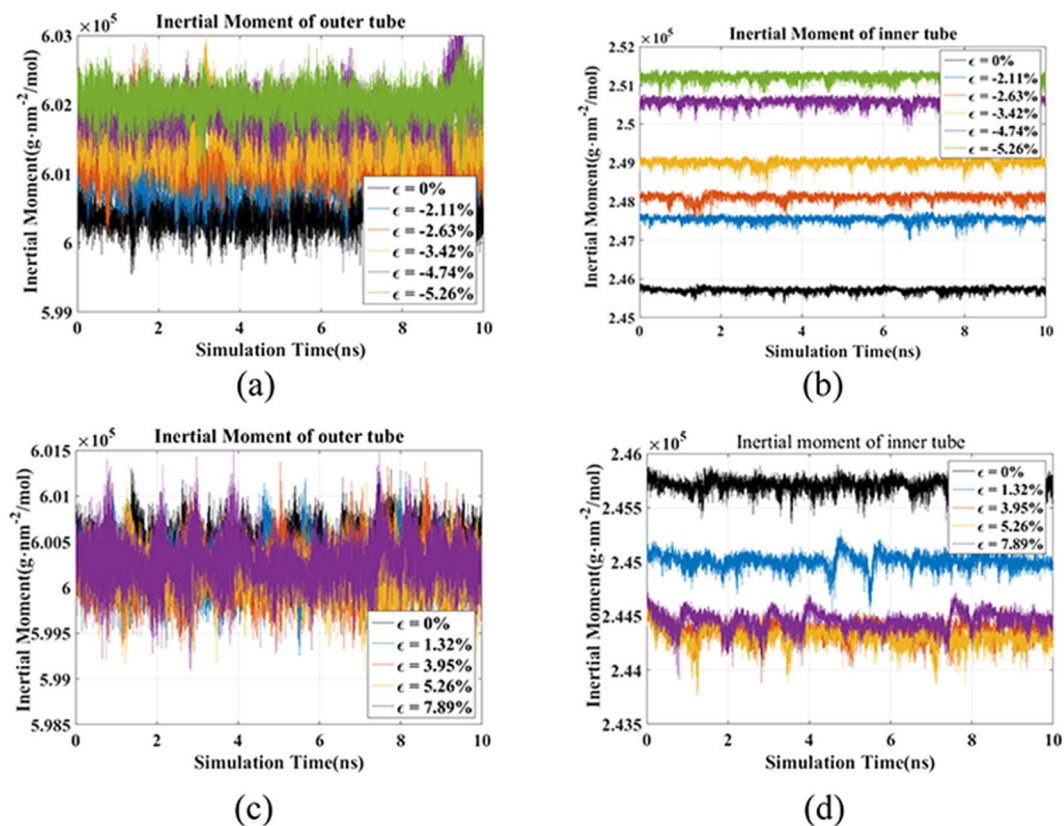 Inertial Moment of outer tube
×10⁵
6.03
6.02
6.01
6
5.99
Inertial Moment(g·nm⁻²/mol)
ϵ = 0%
ϵ = -2.11%
ϵ = -2.63%
ϵ = -3.42%
ϵ = -4.74%
ϵ = -5.26%
0 2 4 6 8 10
Simulation Time(ns)
(a)
Inertial Moment of inner tube
×10⁵
2.52
2.51
2.5
2.49
2.48
2.47
2.46
2.45
Inertial Moment(g·nm⁻²/mol)
ϵ = 0%
ϵ = -2.11%
ϵ = -2.63%
ϵ = -3.42%
ϵ = -4.74%
ϵ = -5.26%
0 2 4 6 8 10
Simulation Time(ns)
(b)
Inertial Moment of outer tube
×10⁵
6.015
6.01
6.005
6
5.995
5.99
5.985
Inertial Moment(g·nm⁻²/mol)
ϵ = 0%
ϵ = 1.32%
ϵ = 3.95%
ϵ = 5.26%
ϵ = 7.89%
0 2 4 6 8 10
Simulation Time(ns)
(c)
Inertial moment of inner tube
×10⁵
2.46
2.455
2.45
2.445
2.44
2.435
Inertial Moment(g·nm⁻²/mol)
ϵ = 0%
ϵ = 1.32%
ϵ = 3.95%
ϵ = 5.26%
ϵ = 7.89%
0 2 4 6 8 10
Simulation Time(ns)
(d)